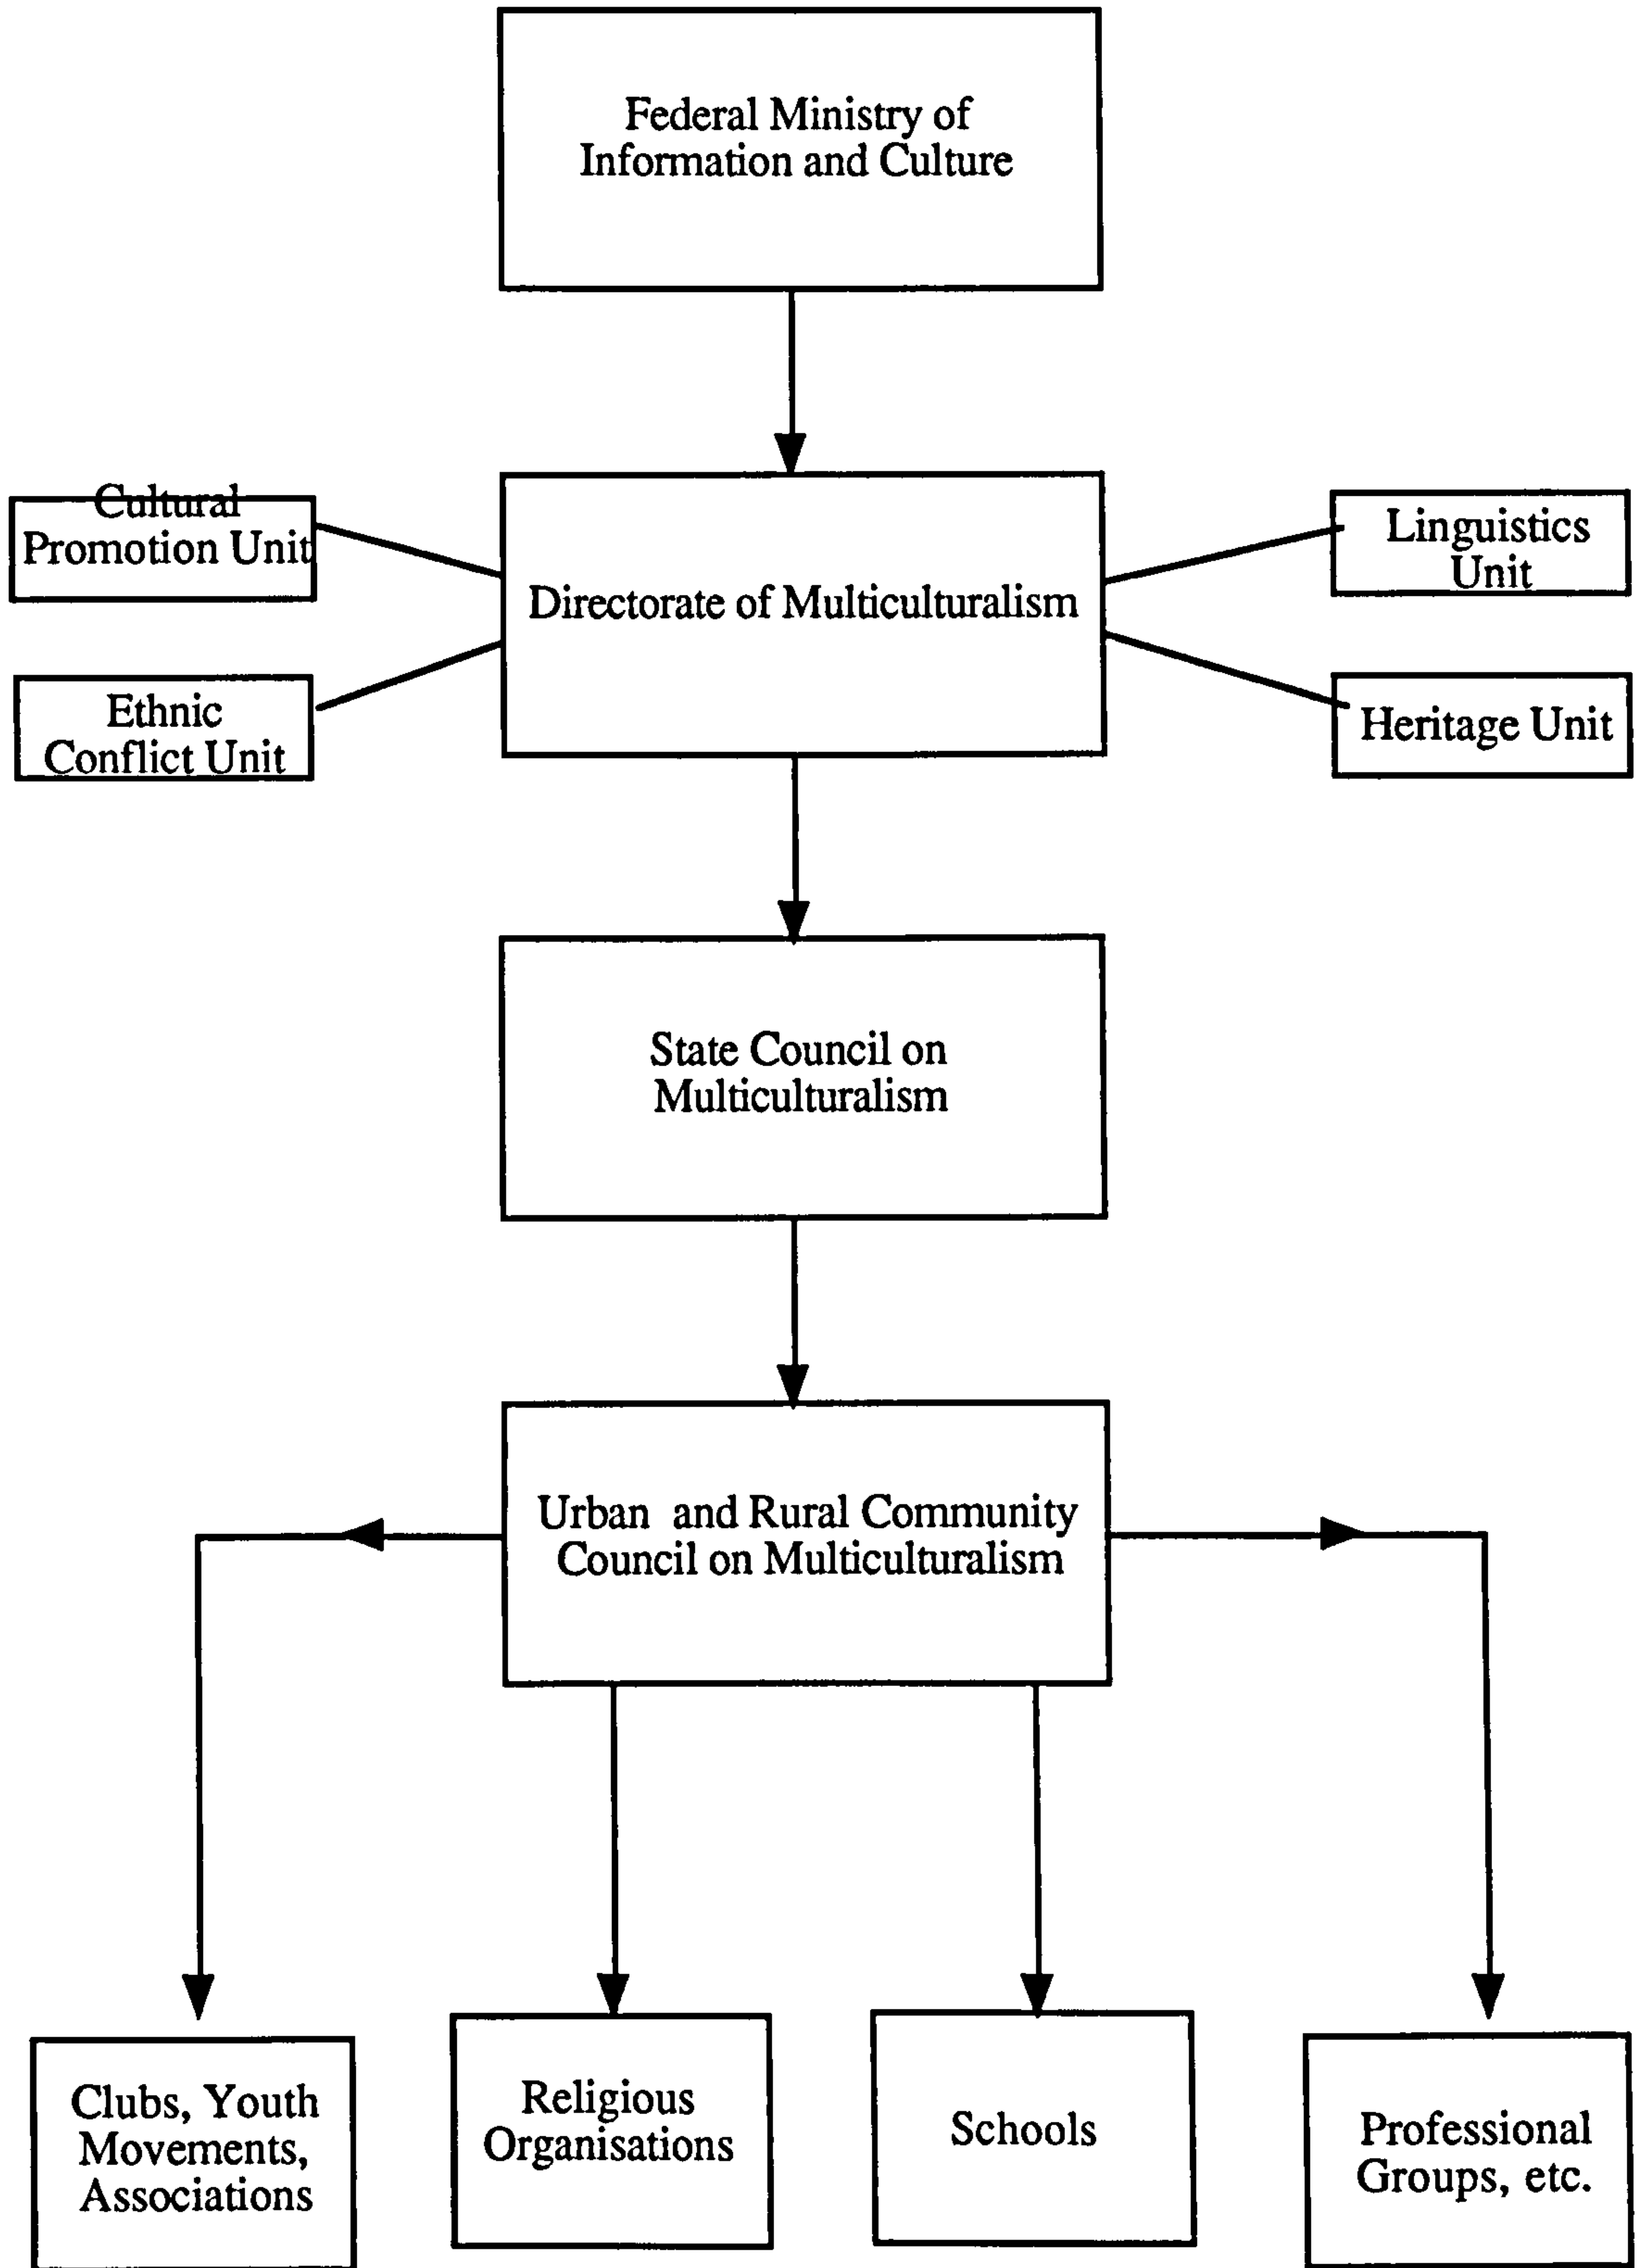 Federal Ministry of
Information and Culture
Cultural
Promotion Unit
Directorate of Multiculturalism
Linguistics
Unit
Ethnic
Conflict Unit
Heritage Unit
State Council on
Multiculturalism
Urban and Rural Community
Council on Multiculturalism
Clubs, Youth
Movements,
Associations
Religious
Organisations
Schools
Professional
Groups, etc.